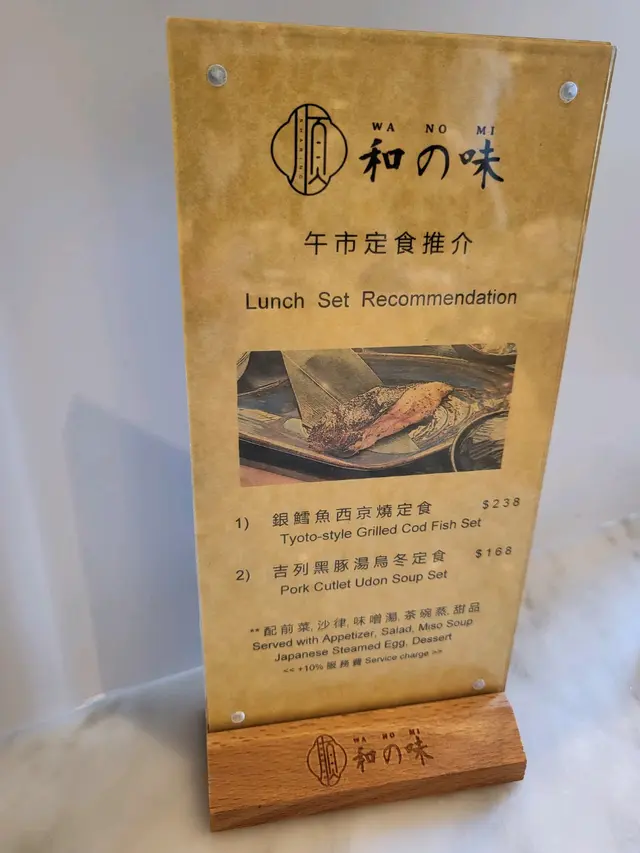 順
WA NO MI
和の味
午市定食推介
Lunch Set Recommendation
1) 銀鱈魚西京燒定食 $238
Tyoto-style Grilled Cod Fish Set
2) 吉列黑豚湯烏冬定食 $168
Pork Cutlet Udon Soup Set
** 配前菜, 沙律, 味噌湯, 茶碗蒸, 甜品
Served with Appetizer, Salad, Miso Soup
Japanese Steamed Egg, Dessert
<< +10% 服務費 Service charge >>
順
WA NO MI
和の味